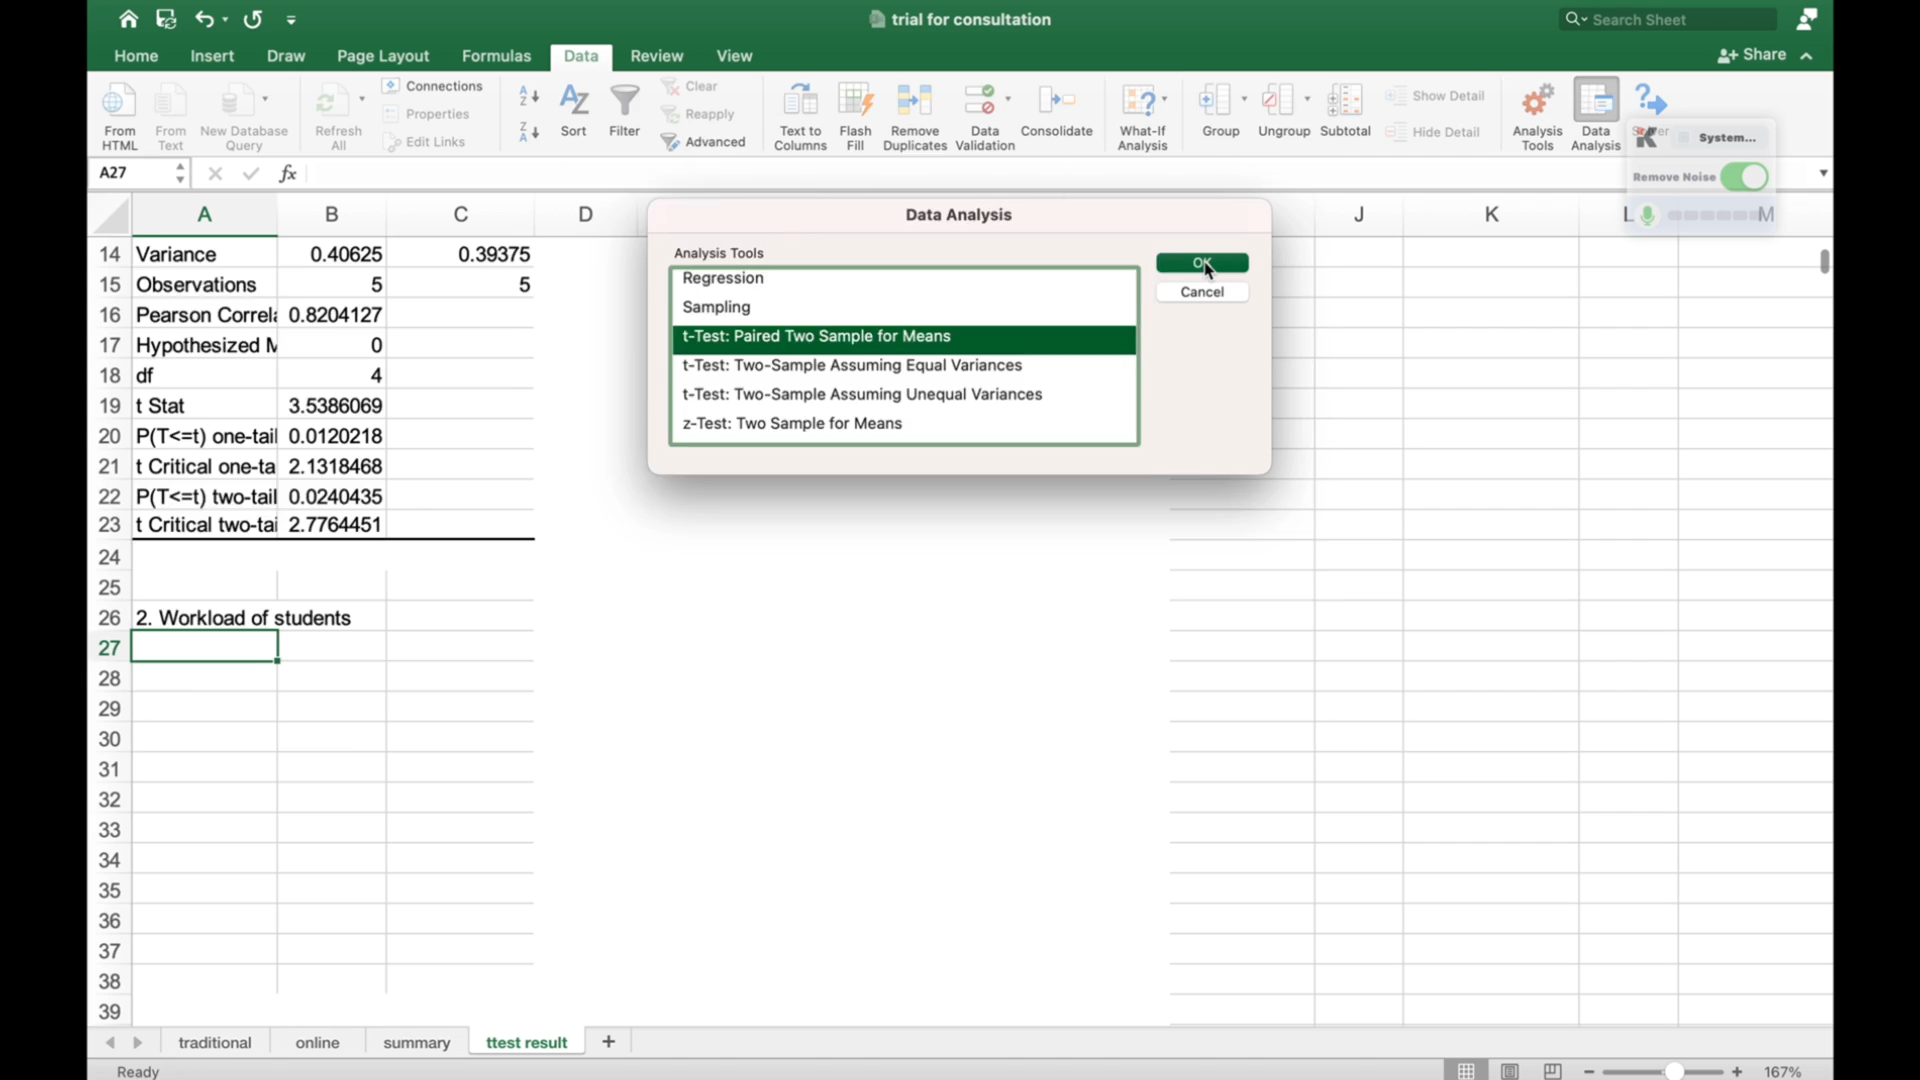 trial for consultation
Search Sheet
Home Insert Draw Page Layout Formulas Data Review View
Share
From HTML
From Text
New Database Query
Refresh All
Connections
Properties
Edit Links
Sort
Filter
Clear
Reapply
Advanced
Text to Columns
Flash Fill
Remove Duplicates
Data Validation
Consolidate
What-If Analysis
Group
Ungroup
Subtotal
Show Detail
Hide Detail
Analysis Tools
Data Analysis
System...
Remove Noise
A27
fx
A B C D J K L M
14 Variance 0.40625 0.39375
15 Observations 5 5
16 Pearson Correla 0.8204127
17 Hypothesized M 0
18 df 4
19 t Stat 3.5386069
20 P(T<=t) one-tail 0.0120218
21 t Critical one-ta 2.1318468
22 P(T<=t) two-tail 0.0240435
23 t Critical two-tai 2.7764451
24
25
26 2. Workload of students
27
28
29
30
31
32
33
34
35
36
37
38
39
Data Analysis
Analysis Tools
Regression
Sampling
t-Test: Paired Two Sample for Means
t-Test: Two-Sample Assuming Equal Variances
t-Test: Two-Sample Assuming Unequal Variances
z-Test: Two Sample for Means
OK
Cancel
traditional online summary ttest result +
Ready
167%